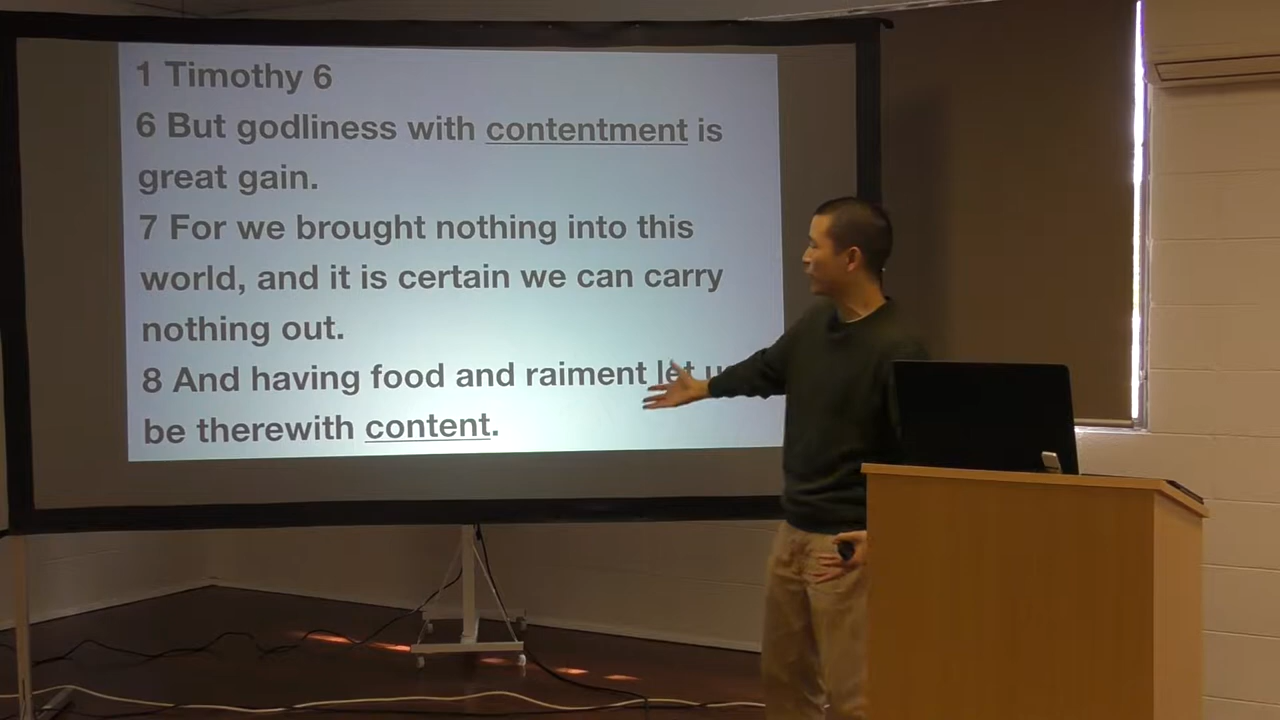 1 Timothy 6
6 But godliness with contentment is
great gain.
7 For we brought nothing into this
world, and it is certain we can carry
nothing out.
8 And having food and raiment let
be therewith content.